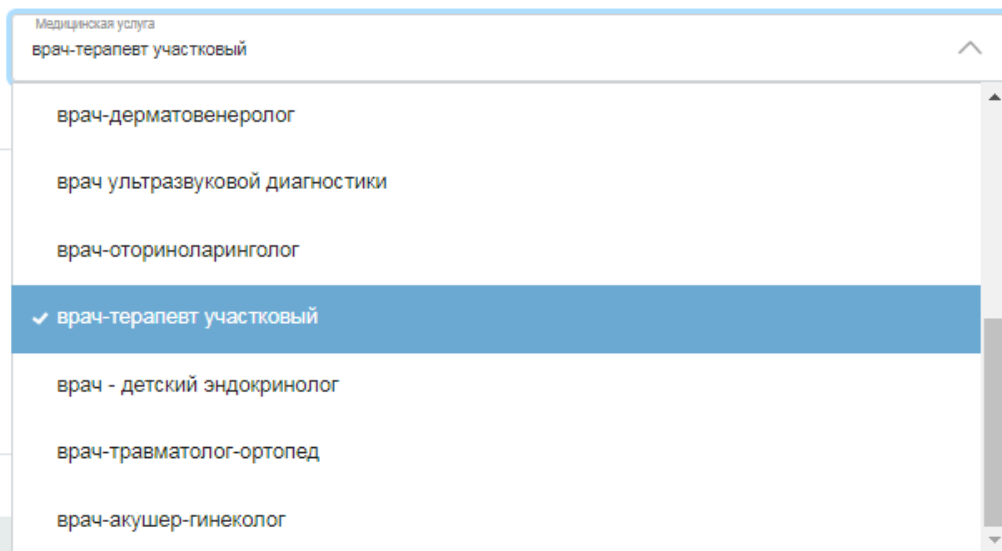 Медицинская услуга
врач-терапевт участковый
врач-дерматовенеролог
врач ультразвуковой диагностики
врач-оториноларинголог
врач-терапевт участковый
врач - детский эндокринолог
врач-травматолог-ортопед
врач-акушер-гинеколог